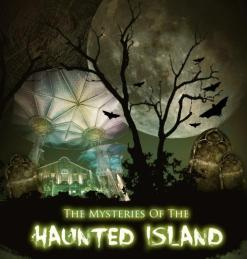 The Mysteries Of The
Haunted Island